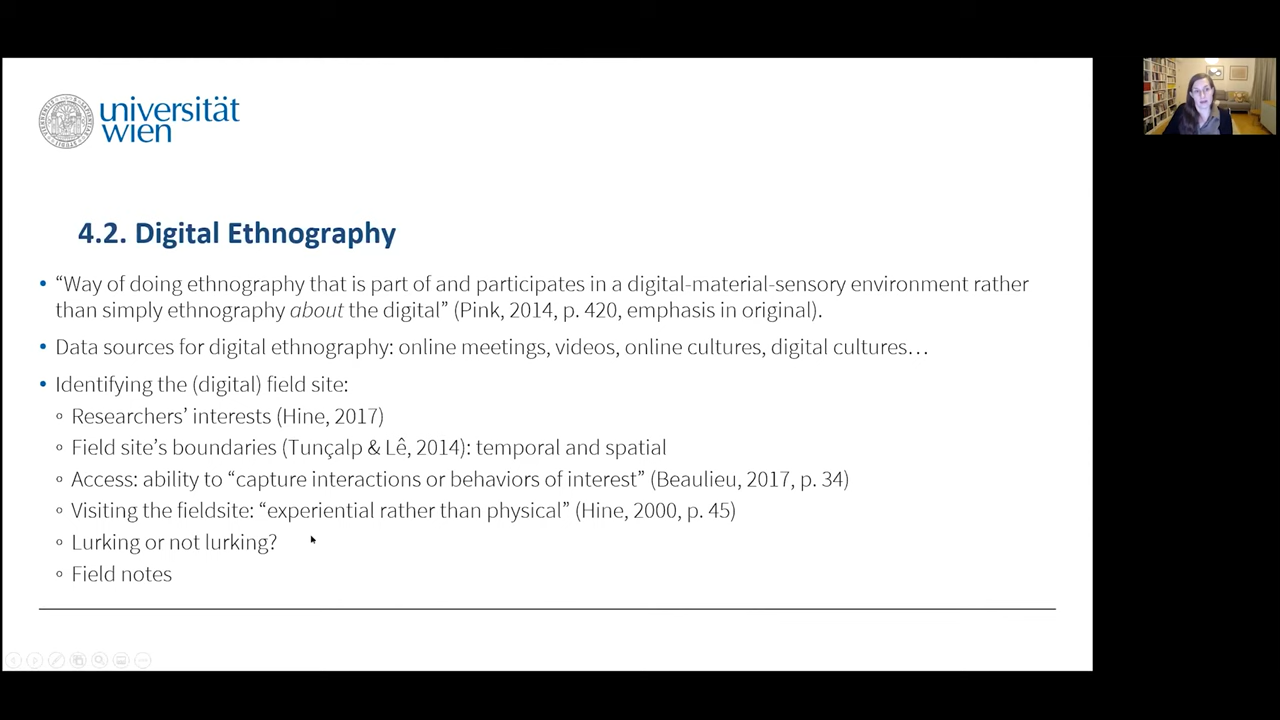 universität
wien
4.2. Digital Ethnography
• “Way of doing ethnography that is part of and participates in a digital-material-sensory environment rather
than simply ethnography about the digital” (Pink, 2014, p. 420, emphasis in original).
• Data sources for digital ethnography: online meetings, videos, online cultures, digital cultures…
• Identifying the (digital) field site:
◦ Researchers’ interests (Hine, 2017)
◦ Field site’s boundaries (Tunçalp & Lê, 2014): temporal and spatial
◦ Access: ability to “capture interactions or behaviors of interest” (Beaulieu, 2017, p. 34)
◦ Visiting the fieldsite: “experiential rather than physical” (Hine, 2000, p. 45)
◦ Lurking or not lurking?
◦ Field notes